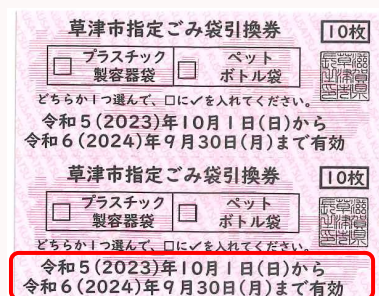 草津市指定ごみ袋引換券 10枚
□ プラスチック製容器袋 □ ペットボトル袋
どちらか1つ選んで、□に✓を入れてください。
令和5(2023)年10月1日(日)から
令和6(2024)年9月30日(月)まで有効
草津市指定ごみ袋引換券 10枚
□ プラスチック製容器袋 □ ペットボトル袋
どちらか1つ選んで、□に✓を入れてください。
令和5(2023)年10月1日(日)から
令和6(2024)年9月30日(月)まで有効